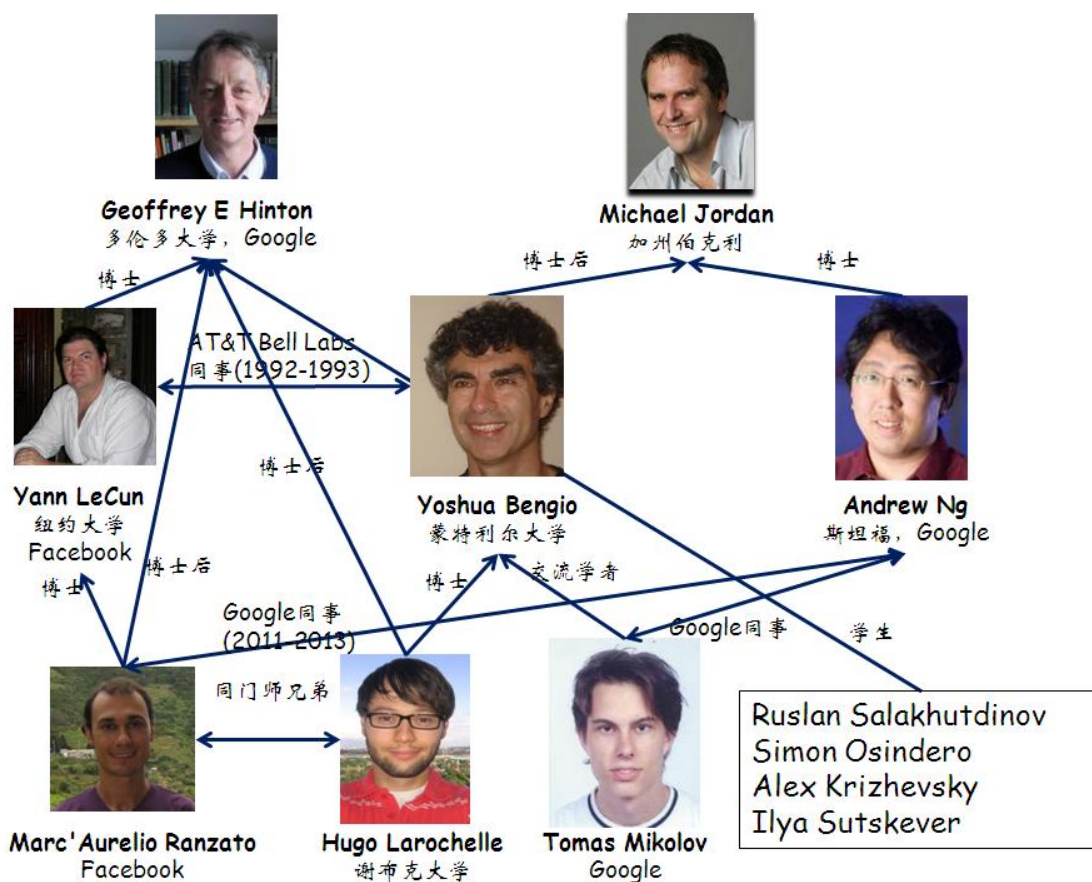 Geoffrey E Hinton
多伦多大学, Google
Michael Jordan
加州伯克利
博士
博士后
博士
AT&T Bell Labs
同事(1992-1993)
博士后
Yann LeCun
纽约大学
Facebook
Yoshua Bengio
蒙特利尔大学
Andrew Ng
斯坦福, Google
博士
博士后
博士
交流学者
Google同事
(2011-2013)
Google同事
学生
同门师兄弟
Ruslan Salakhutdinov
Simon Osindero
Alex Krizhevsky
Ilya Sutskever
Marc'Aurelio Ranzato
Facebook
Hugo Larochelle
谢布克大学
Tomas Mikolov
Google